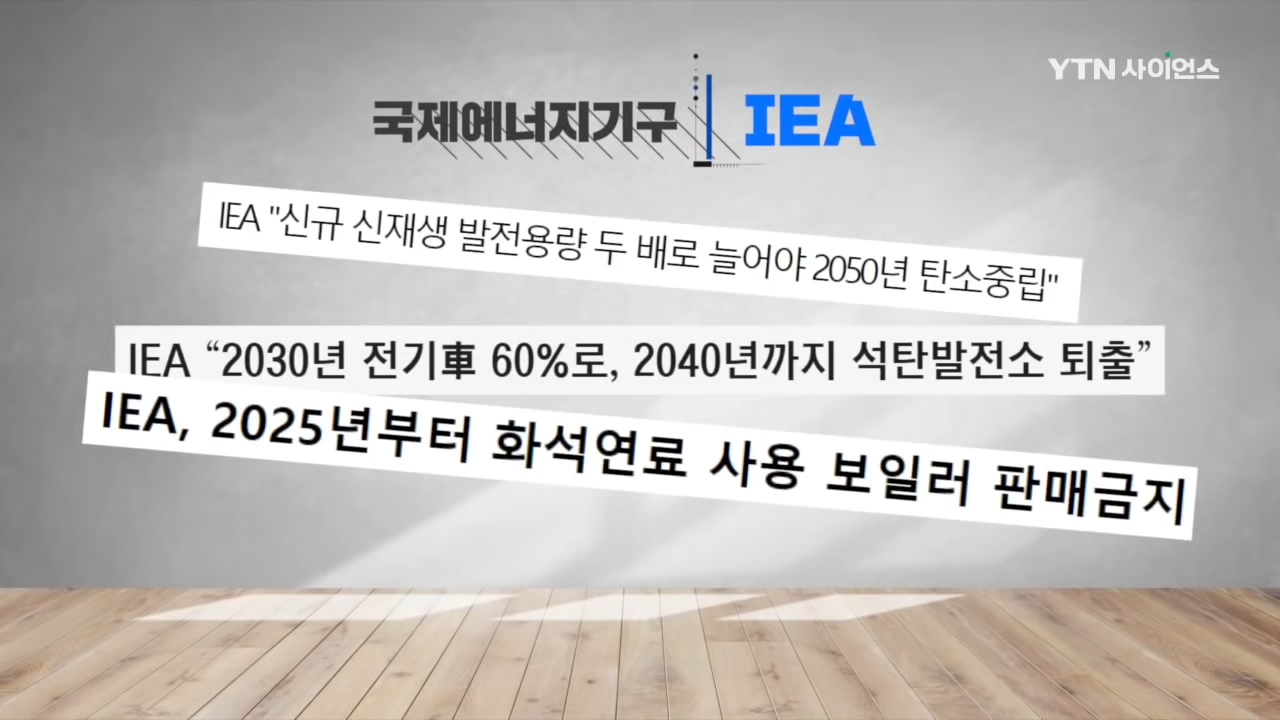 YTN 사이언스
국제에너지기구 IEA
IEA "신규 신재생 발전용량 두 배로 늘어야 2050년 탄소중립"
IEA “2030년 전기車 60%로, 2040년까지 석탄발전소 퇴출”
IEA, 2025년부터 화석연료 사용 보일러 판매금지